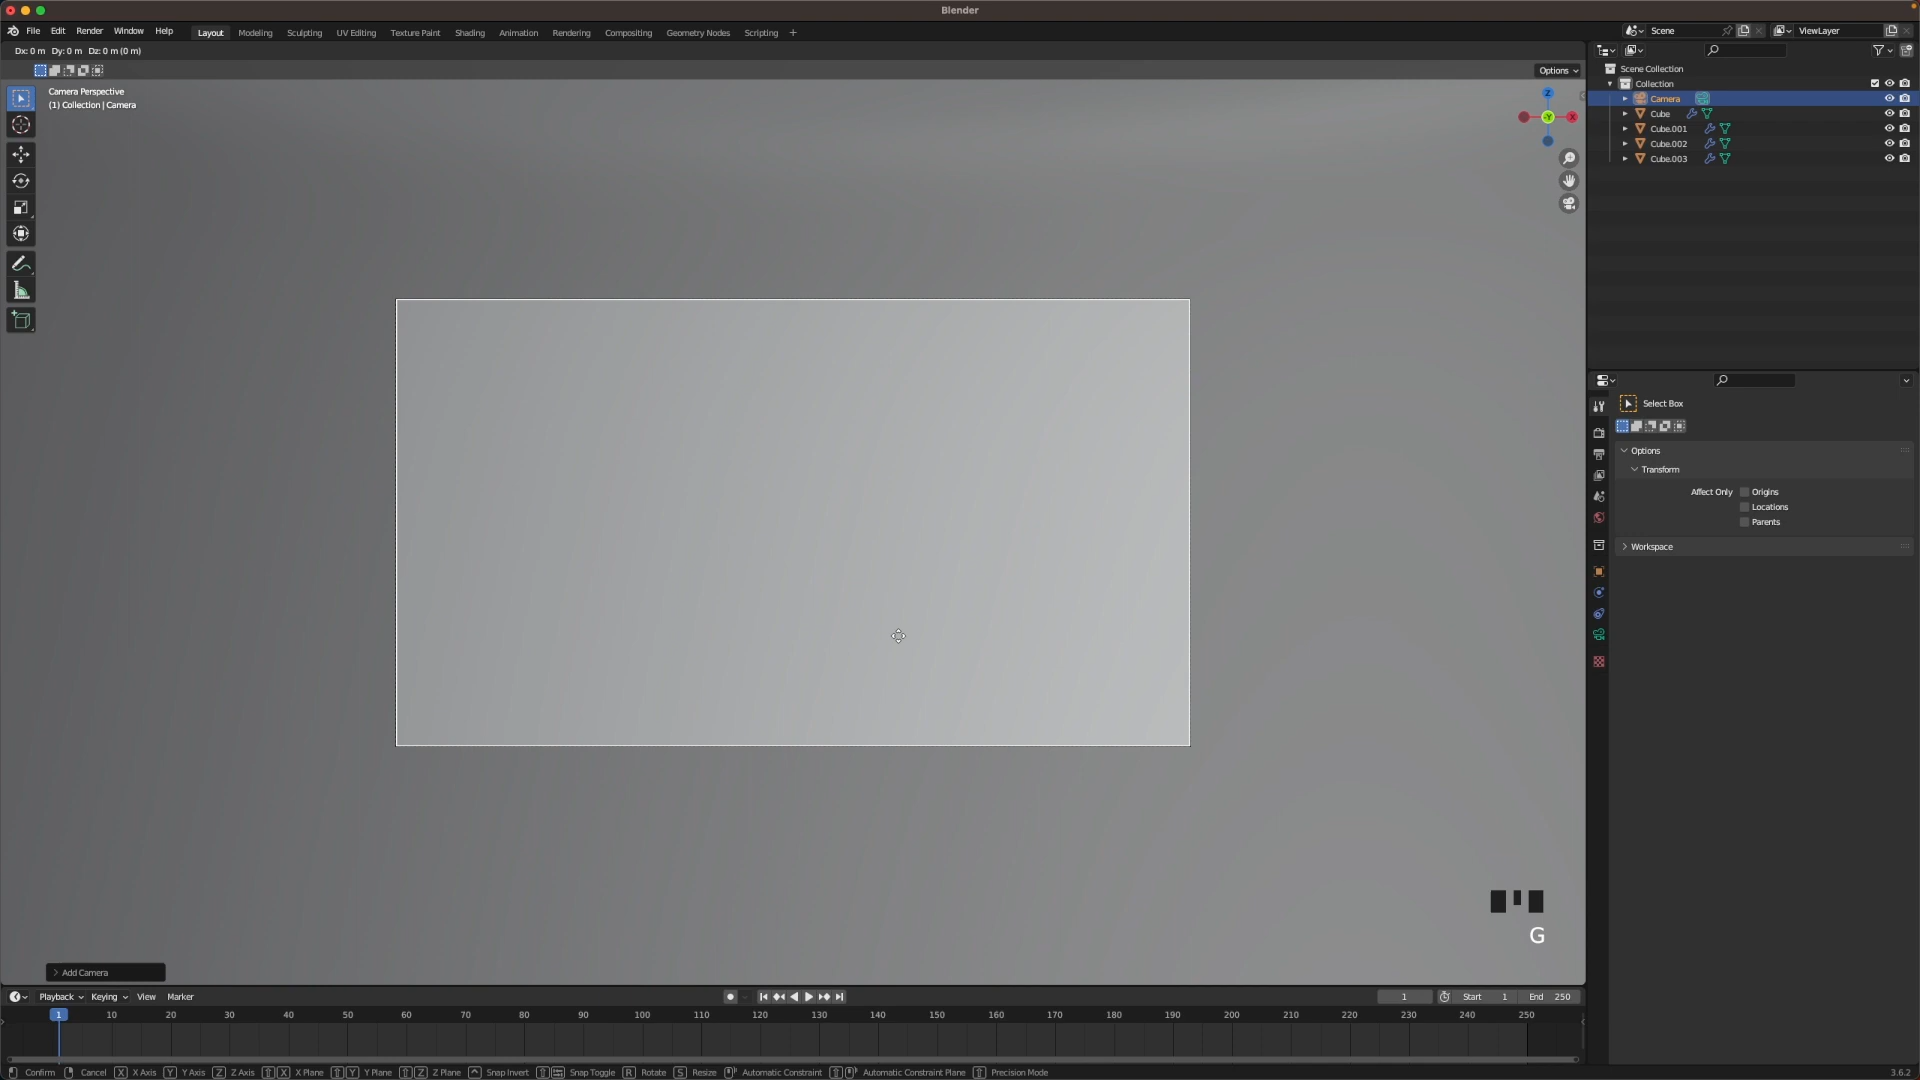 Blender
File Edit Render Window Help Layout Modeling Sculpting UV Editing Texture Paint Shading Animation Rendering Compositing Geometry Nodes Scripting + Scene ViewLayer
Dx: 0 m Dy: 0 m Dz: 0 m (0 m)
Options
Camera Perspective
(1) Collection | Camera
Z
-Y
X
Scene Collection
Collection
Camera
Cube
Cube.001
Cube.002
Cube.003
Select Box
Options
Transform
Affect Only Origins
Locations
Parents
Workspace
G
Add Camera
Playback Keying View Marker 1 Start 1 End 250
1 10 20 30 40 50 60 70 80 90 100 110 120 130 140 150 160 170 180 190 200 210 220 230 240 250
Confirm Cancel X X Axis Y Y Axis Z Z Axis X X Plane Y Y Plane Z Z Plane Snap Invert Snap Toggle R Rotate S Resize Automatic Constraint Automatic Constraint Plane Precision Mode 3.6.2